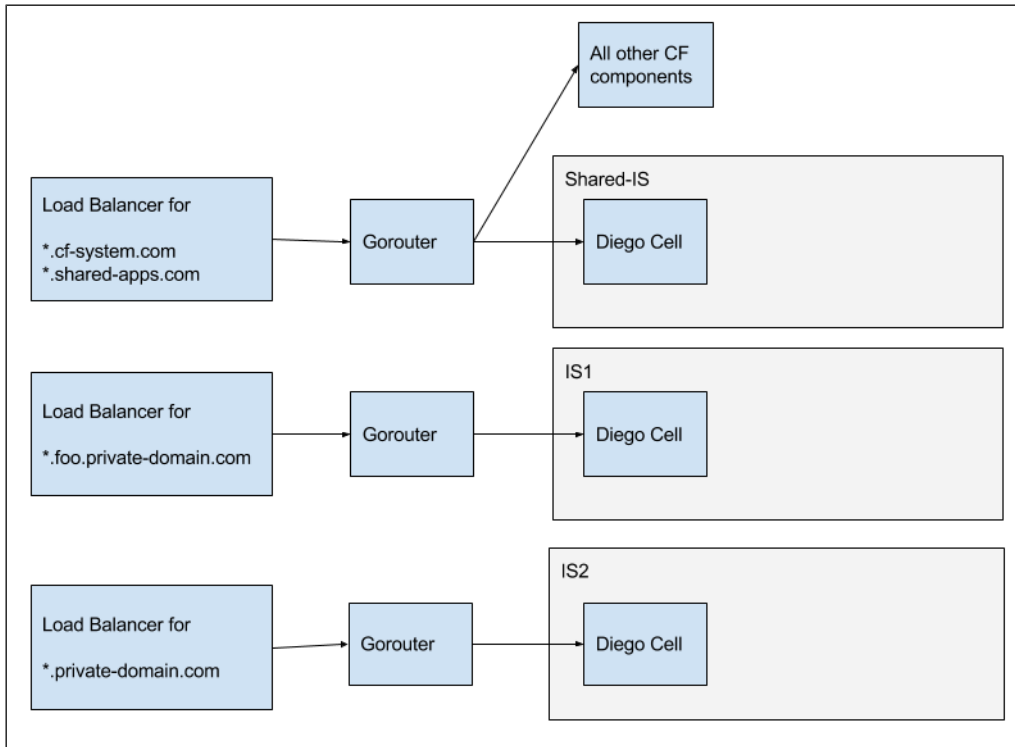 All other CF
components
Shared-IS
Load Balancer for
*.cf-system.com
*.shared-apps.com
Gorouter
Diego Cell
IS1
Load Balancer for
*.foo.private-domain.com
Gorouter
Diego Cell
IS2
Load Balancer for
*.private-domain.com
Gorouter
Diego Cell